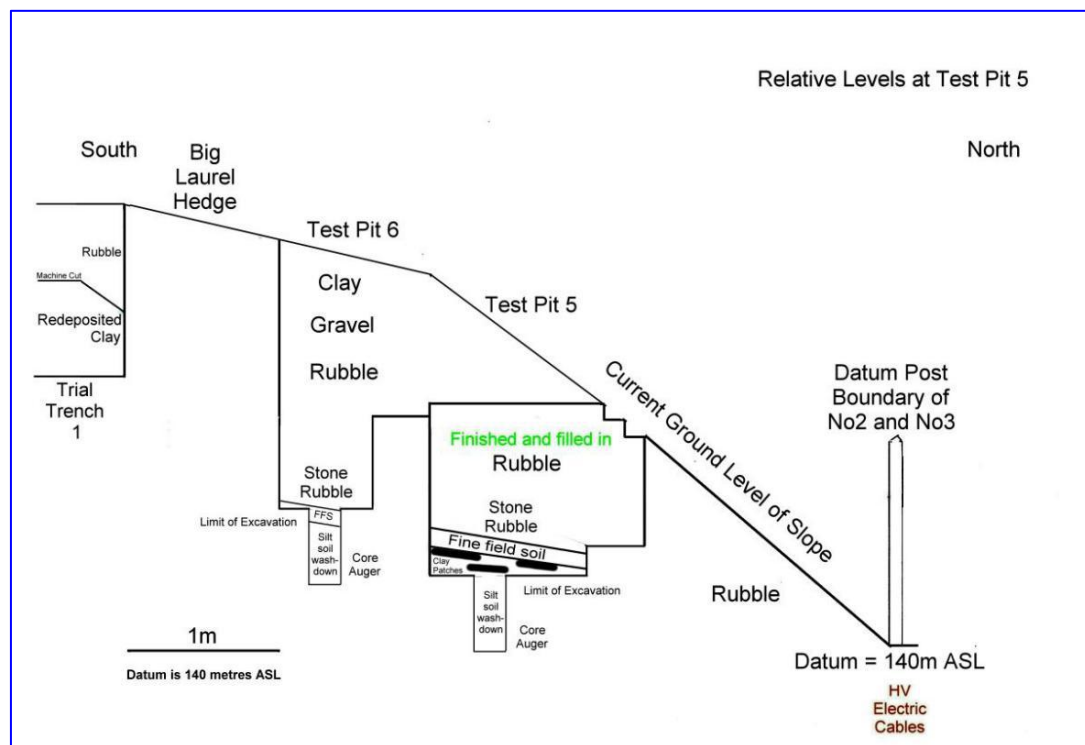 Relative Levels at Test Pit 5
South
Big
Laurel
Hedge
North
Test Pit 6
Rubble
Machine Cut
Redeposited
Clay
Trial
Trench
1
Clay
Gravel
Rubble
Test Pit 5
Current Ground Level of Slope
Datum Post
Boundary of
No2 and No3
Finished and filled in
Rubble
Stone
Rubble
FFS
Limit of Excavation
Silt
soil
wash-
down
Core
Auger
Stone
Rubble
Fine field soil
Clay
Patches
Limit of Excavation
Silt
soil
wash-
down
Core
Auger
Rubble
1m
Datum is 140 metres ASL
Datum = 140m ASL
HV
Electric
Cables